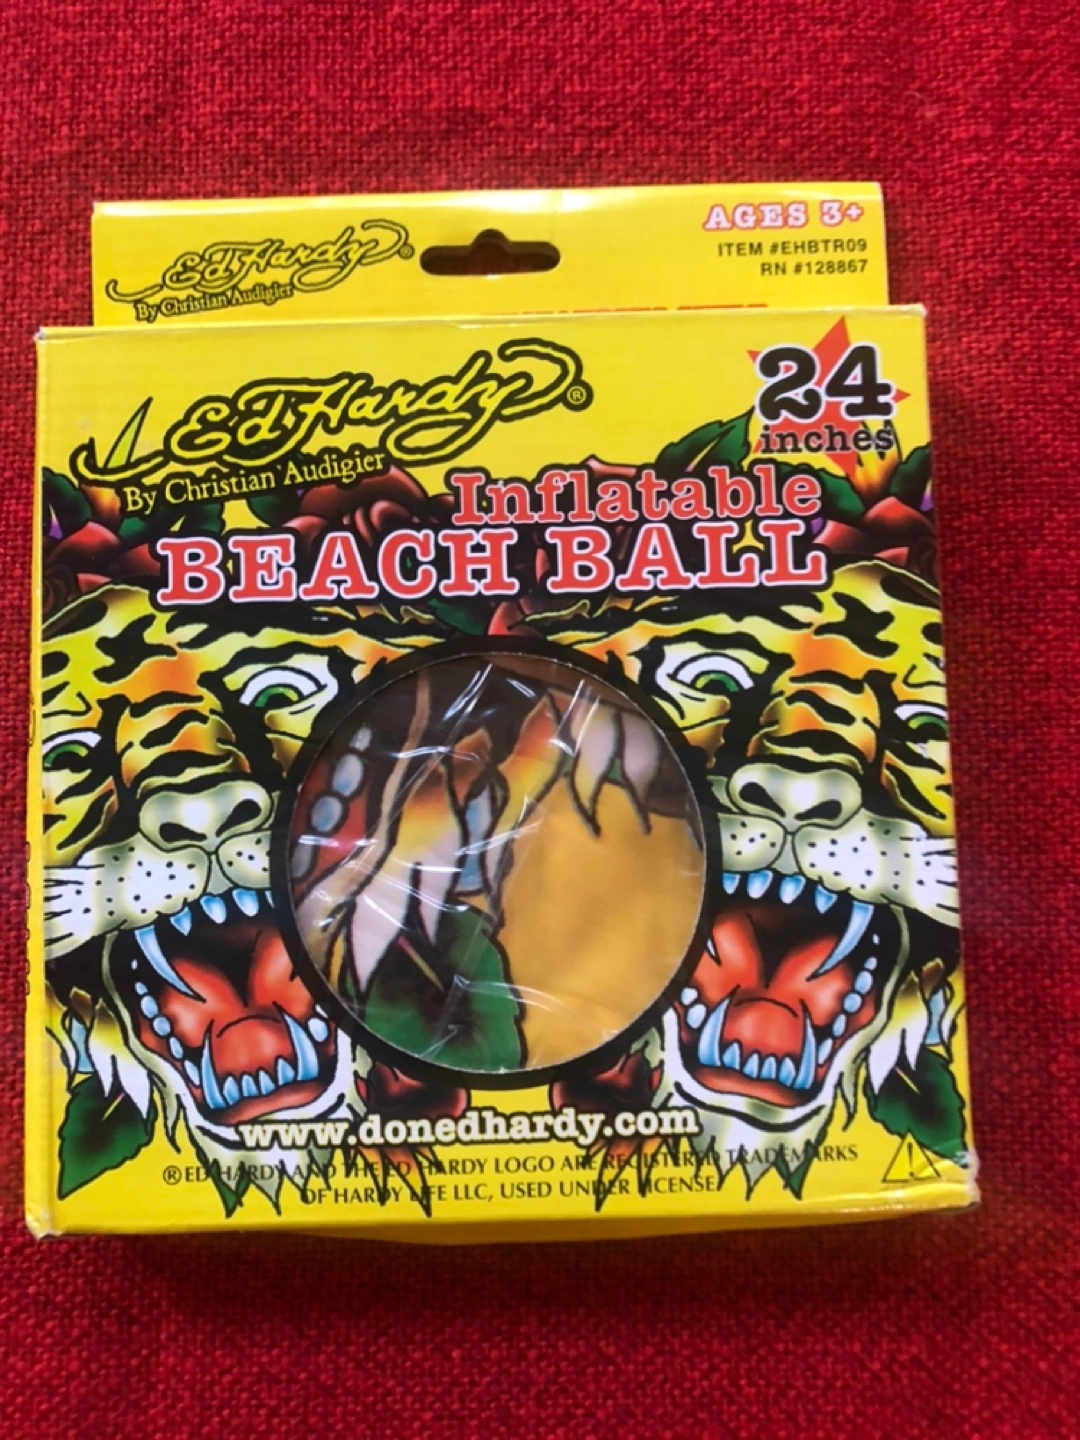 Ed Hardy®
By Christian Audigier
AGES 3+
ITEM #EHBTR09
RN #128867
Ed Hardy®
By Christian Audigier
24
inches
Inflatable
BEACH BALL
www.donedhardy.com
®ED HARDY AND THE ED HARDY LOGO ARE REGISTERED TRADEMARKS
OF HARDY LIFE LLC, USED UNDER LICENSE